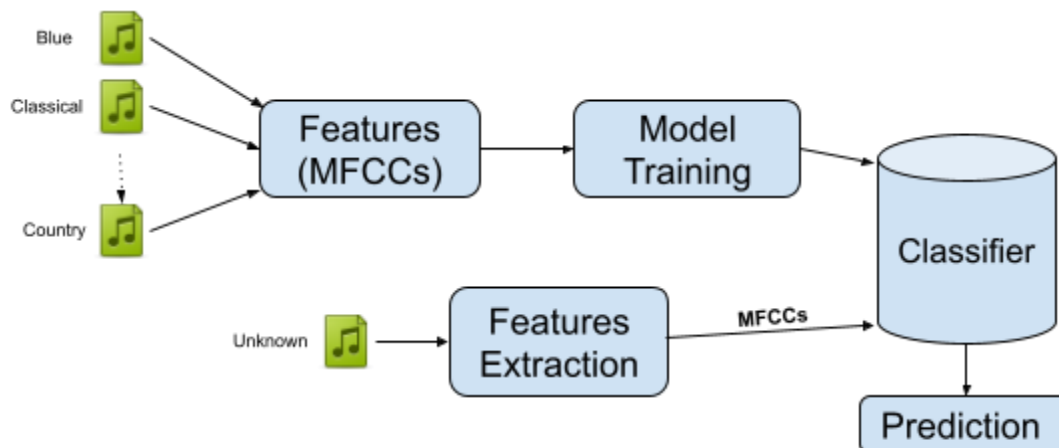 Blue
Classical
Country
Features
(MFCCs)
Model
Training
Classifier
Unknown
Features
Extraction
MFCCs
Prediction